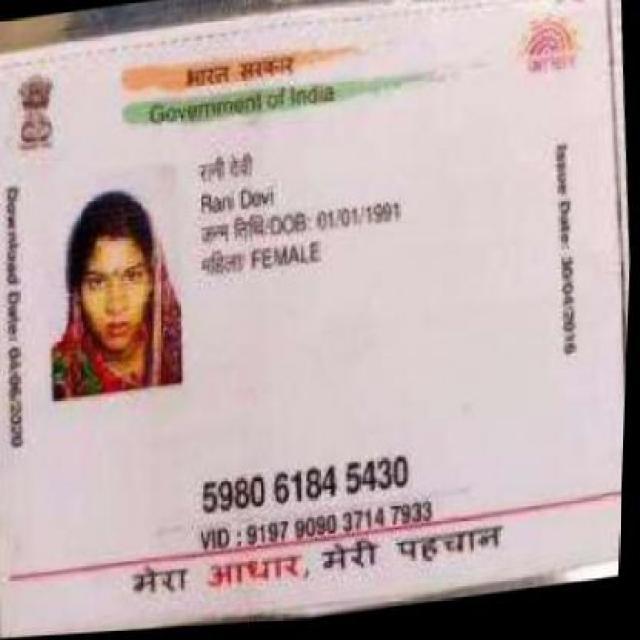 भारत सरकार
Government of India
आधार
रानी देवी
Rani Devi
जन्म तिथि/DOB: 01/01/1991
महिला/ FEMALE
Download Date: 04/06/2020
Issue Date: 30/04/2016
5980 6184 5430
VID : 9197 9090 3714 7933
मेरा आधार, मेरी पहचान